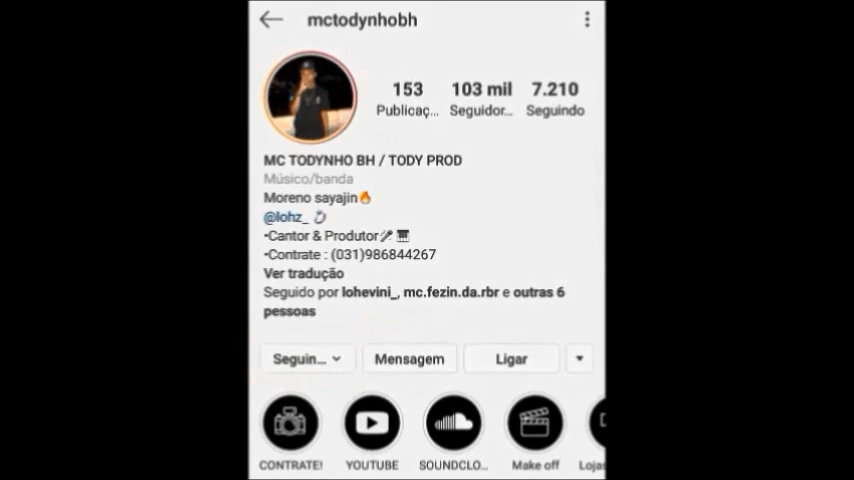 mctodynhobh
153 103 mil 7.210
Publicaç... Seguidor... Seguindo
MC TODYNHO BH / TODY PROD
Músico/banda
Moreno sayajin🔥
@lohz_ 💍
•Cantor & Produtor🎤🎹
•Contrate : (031)986844267
Ver tradução
Seguido por lohevini_, mc.fezin.da.rbr e outras 6
pessoas
Seguin... Mensagem Ligar
CONTRATE! YOUTUBE SOUNDCLO... Make off Lojas